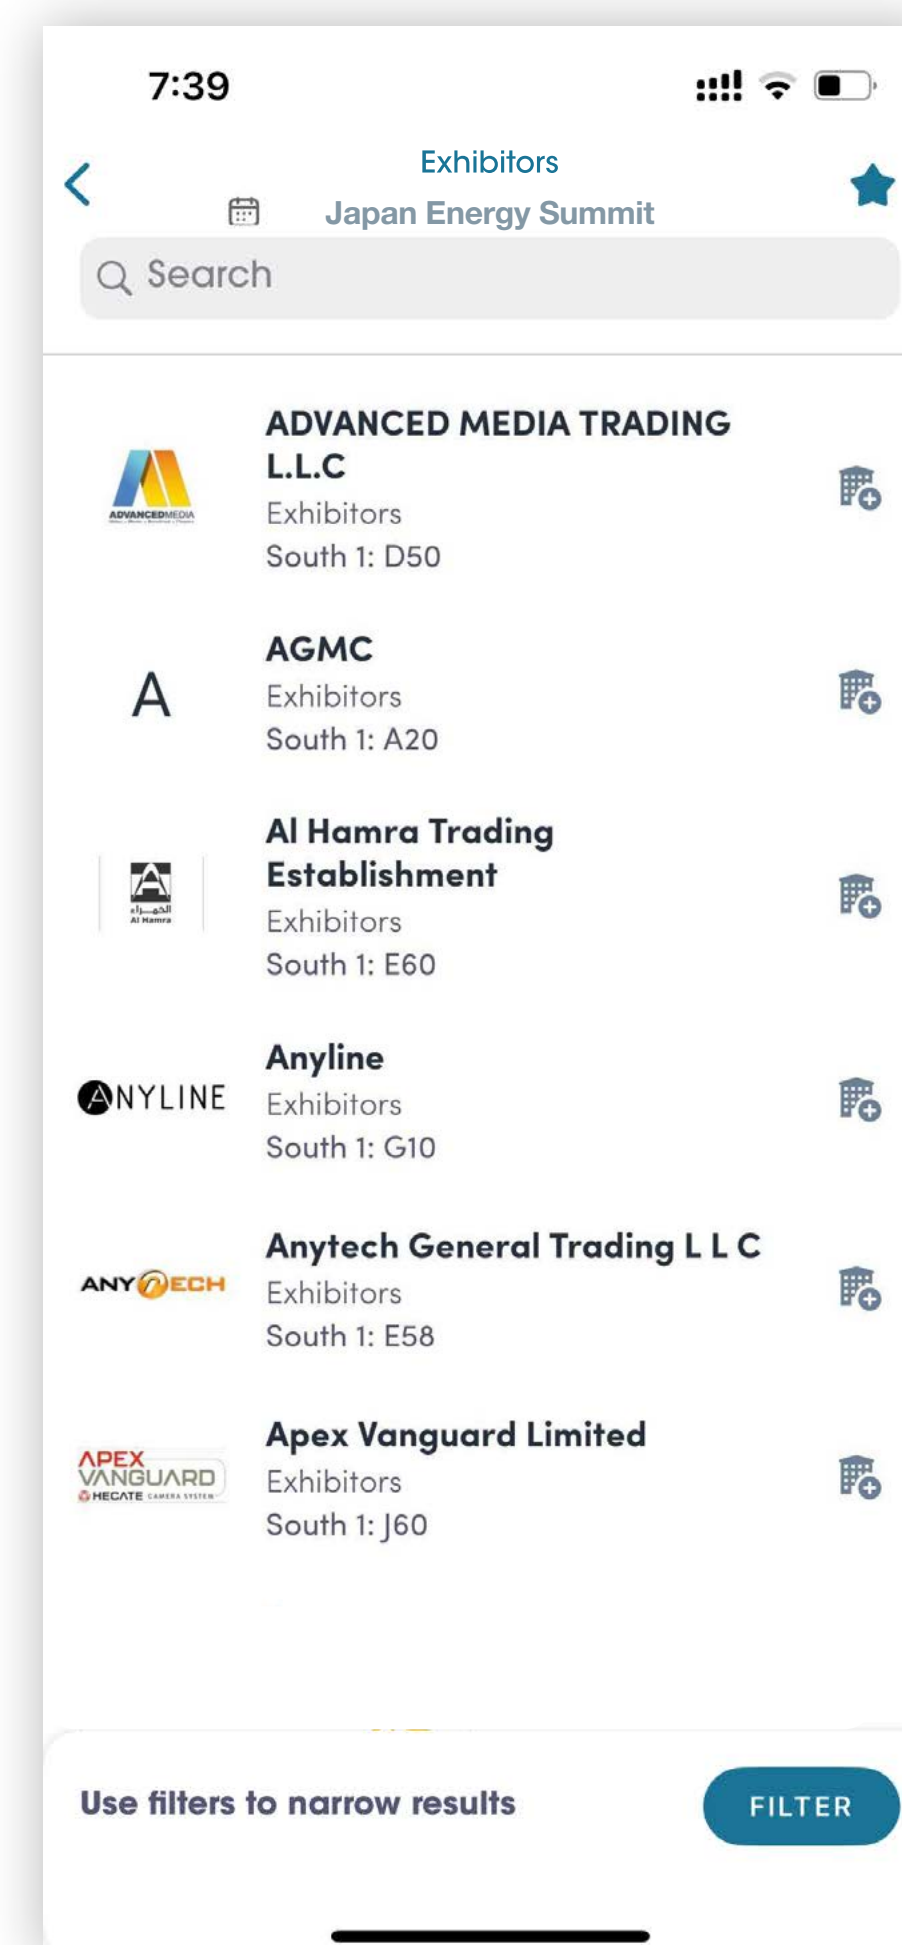 7:39
Exhibitors
Japan Energy Summit
Search
ADVANCED MEDIA TRADING
L.L.C
Exhibitors
South 1: D50
ADVANCEDMEDIA
A
AGMC
Exhibitors
South 1: A20
Al Hamra Trading
Establishment
Exhibitors
South 1: E60
الحمراء
Al Hamra
ANYLINE
Anyline
Exhibitors
South 1: G10
ANYTECH
Anytech General Trading L L C
Exhibitors
South 1: E58
APEX
VANGUARD
HECATE CAMERA SYSTEM
Apex Vanguard Limited
Exhibitors
South 1: J60
Use filters to narrow results
FILTER